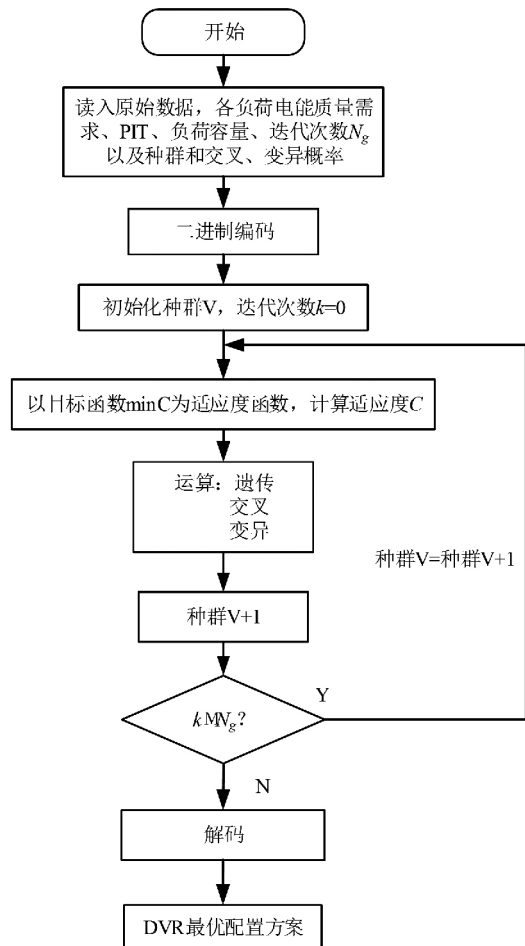 开始
读入原始数据，各负荷电能质量需
求、PIT、负荷容量、迭代次数Ng
以及种群和交叉、变异概率
二进制编码
初始化种群V，迭代次数k=0
以目标函数minC为适应度函数，计算适应度C
运算：遗传
交叉
变异
种群V=种群V+1
种群V+1
Y
kMNg?
N
解码
DVR最优配置方案